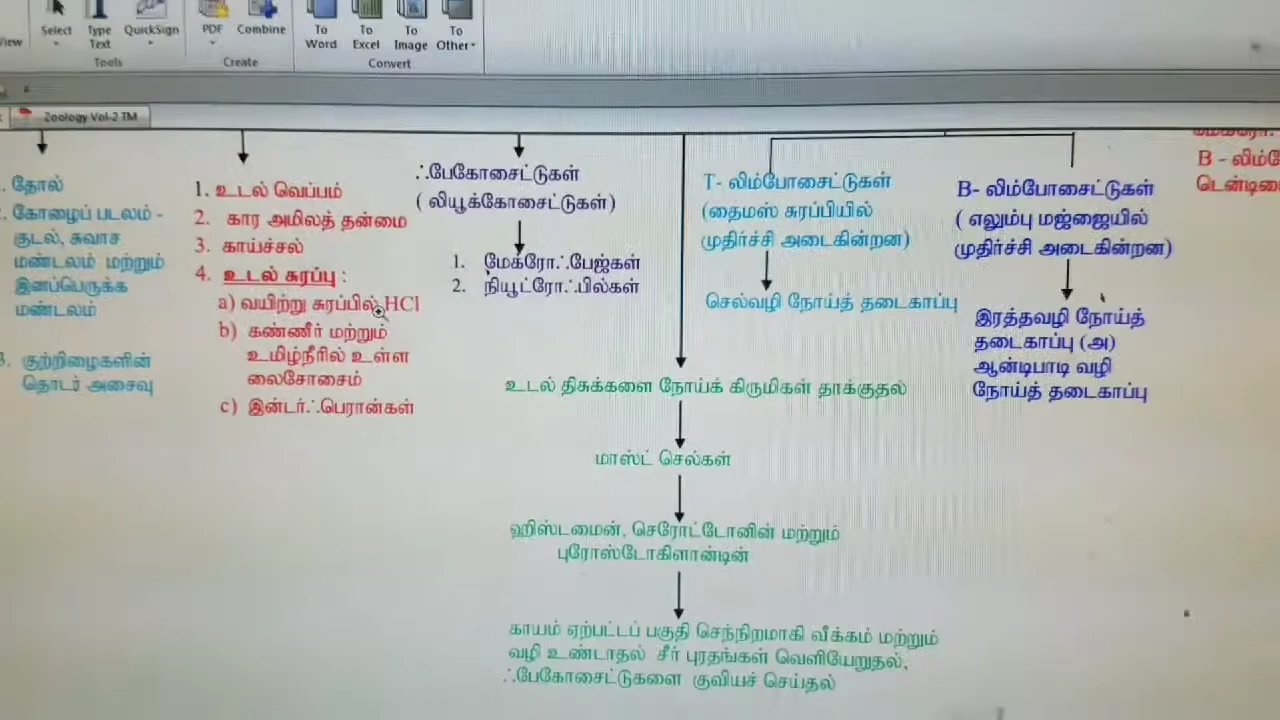 Select
Type Text
QuickSign
PDF
Combine
To Word
To Excel
To Image
To Other
View
Tools
Create
Convert
Zoology Vol-2 TM
தோல்
கோழைப் படலம் -
குடல், சுவாச
மண்டலம் மற்றும்
இனப்பெருக்க
மண்டலம்
3. குற்றிழைகளின்
தொடர் அசைவு
1. உடல் வெப்பம்
2. கார அமிலத் தன்மை
3. காய்ச்சல்
4. உடல் சுரப்பு :
a) வயிற்று சுரப்பில் HCl
b) கண்ணீர் மற்றும்
உமிழ்நீரில் உள்ள
லைசோசைம்
c) இன்டர்ஃபெரான்கள்
ஃபேகோசைட்டுகள்
( லியூக்கோசைட்டுகள்)
1. மேக்ரோஃபேஜ்கள்
2. நியூட்ரோஃபில்கள்
உடல் திசுக்களை நோய்க் கிருமிகள் தாக்குதல்
மாஸ்ட் செல்கள்
ஹிஸ்டமைன், செரோட்டோனின் மற்றும்
புரோஸ்டோகிளான்டின்
காயம் ஏற்பட்டப் பகுதி செந்நிறமாகி வீக்கம் மற்றும்
வழி உண்டாதல் சீர் புரதங்கள் வெளியேறுதல்,
ஃபேகோசைட்டுகளை குவியச் செய்தல்
T- லிம்போசைட்டுகள்
(தைமஸ் சுரப்பியில்
முதிர்ச்சி அடைகின்றன)
செல்வழி நோய்த் தடைகாப்பு
B- லிம்போசைட்டுகள்
( எலும்பு மஜ்ஜையில்
முதிர்ச்சி அடைகின்றன)
இரத்தவழி நோய்த்
தடைகாப்பு (அ)
ஆன்டிபாடி வழி
நோய்த் தடைகாப்பு
B -